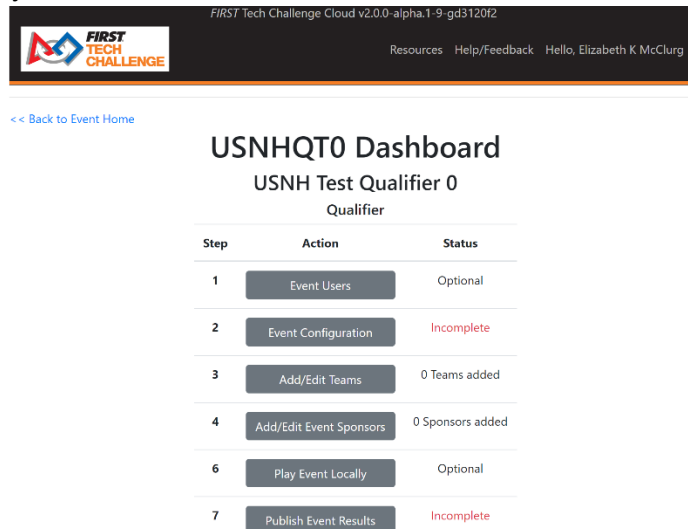 FIRST Tech Challenge Cloud v2.0.0-alpha.1-9-gd3120f2
FIRST
TECH
CHALLENGE
Resources Help/Feedback Hello, Elizabeth K McClurg
<< Back to Event Home
USNHQT0 Dashboard
USNH Test Qualifier 0
Qualifier
Step Action Status
1 Event Users Optional
2 Event Configuration Incomplete
3 Add/Edit Teams 0 Teams added
4 Add/Edit Event Sponsors 0 Sponsors added
6 Play Event Locally Optional
7 Publish Event Results Incomplete